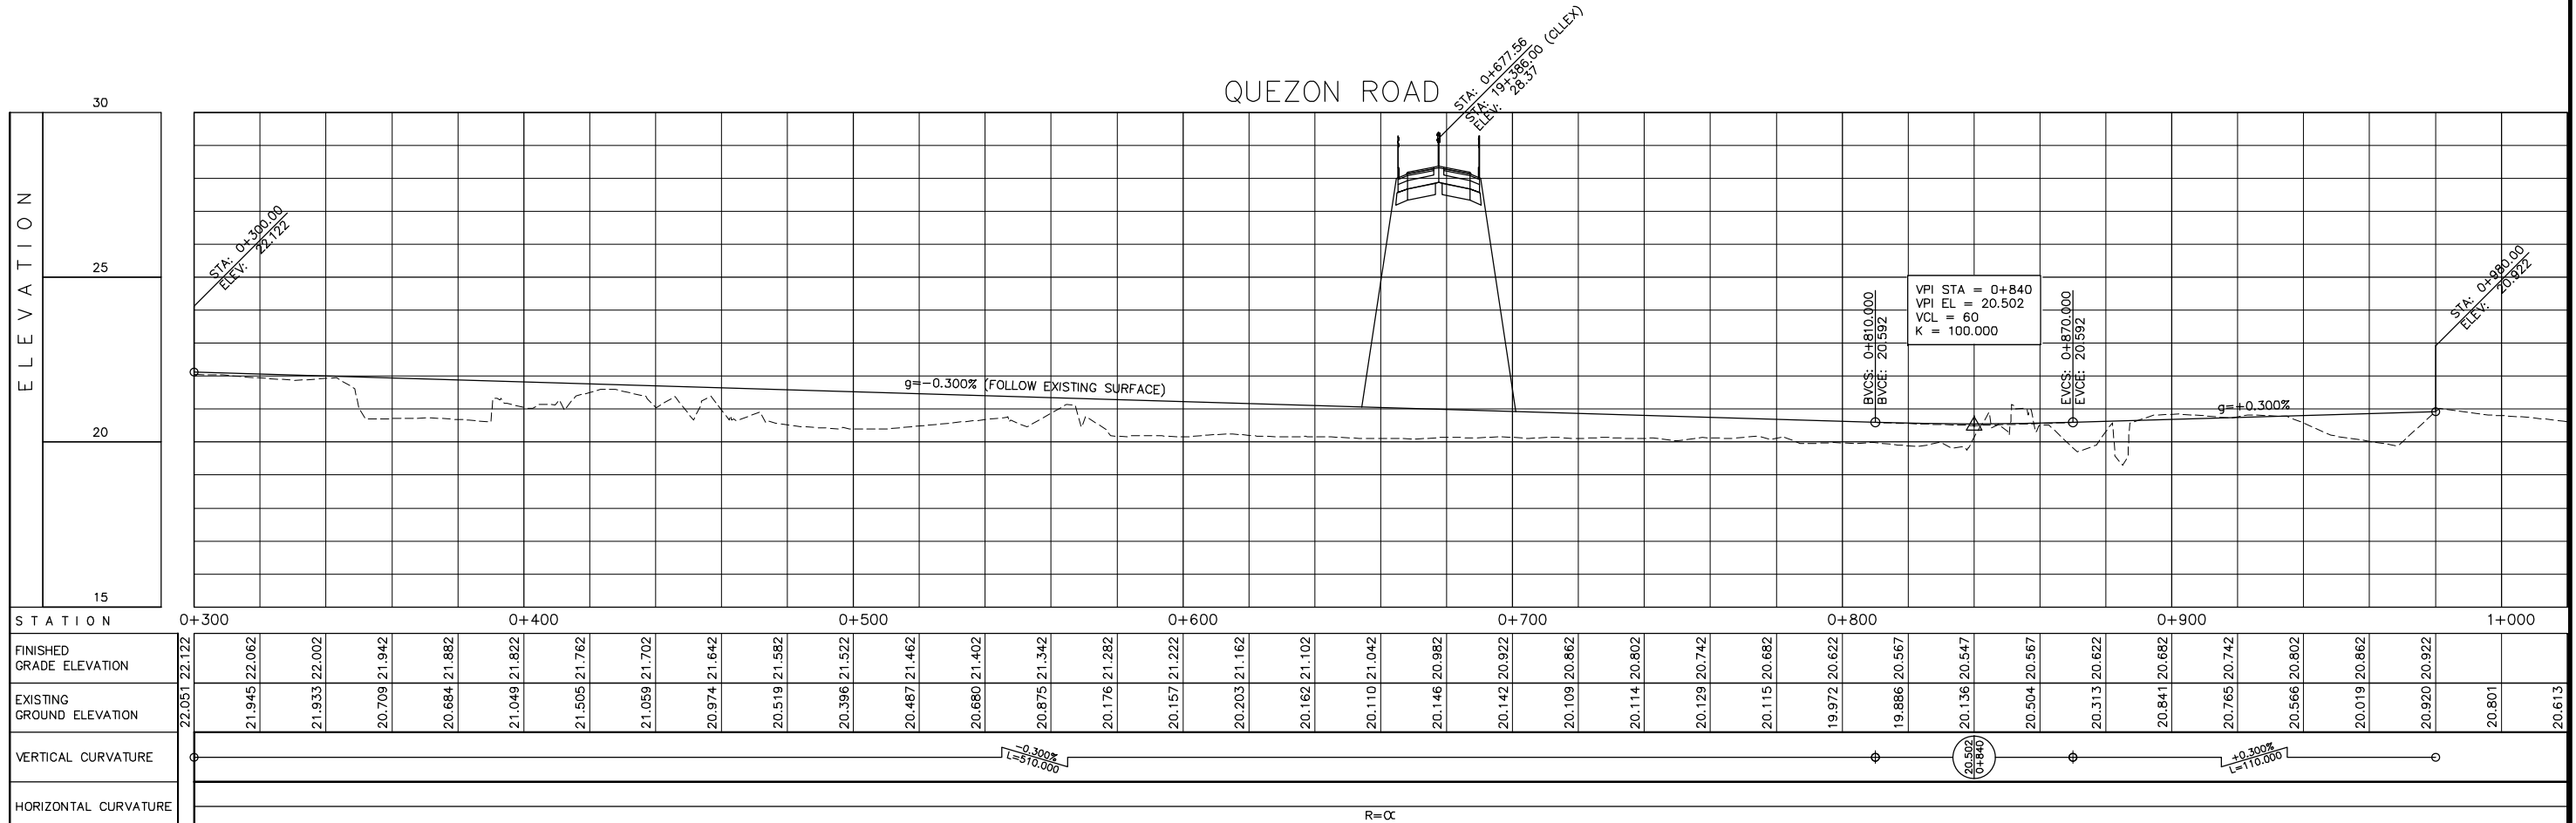 QUEZON ROAD
STA: 0+677.56
STA: 19+386.00 (CLLEX)
ELEV: 28.37
30
25
20
15
ELEVATION
STA: 0+300.00
ELEV: 22.122
g=-0.300% (FOLLOW EXISTING SURFACE)
BVCS: 0+810.000
BVCE: 20.592
VPI STA = 0+840
VPI EL = 20.502
VCL = 60
K = 100.000
EVCS: 0+870.000
EVCE: 20.592
g=+0.300%
STA: 0+980.00
ELEV: 20.922
STATION 0+300 0+400 0+500 0+600 0+700 0+800 0+900 1+000
FINISHED
GRADE ELEVATION
22.122 22.062 22.002 21.942 21.882 21.822 21.762 21.702 21.642 21.582 21.522 21.462 21.402 21.342 21.282 21.222 21.162 21.102 21.042 20.982 20.922 20.862 20.802 20.742 20.682 20.622 20.567 20.547 20.567 20.622 20.682 20.742 20.802 20.862 20.922
EXISTING
GROUND ELEVATION
22.051 21.945 21.933 20.709 20.684 21.049 21.505 21.059 20.974 20.519 20.396 20.487 20.680 20.875 20.176 20.157 20.203 20.162 20.110 20.146 20.142 20.109 20.114 20.129 20.115 19.972 19.886 20.136 20.504 20.313 20.841 20.765 20.566 20.019 20.920 20.801 20.613
VERTICAL CURVATURE
-0.300%
L=510.000
20.502
0+840
+0.300%
L=110.000
HORIZONTAL CURVATURE
R=∝